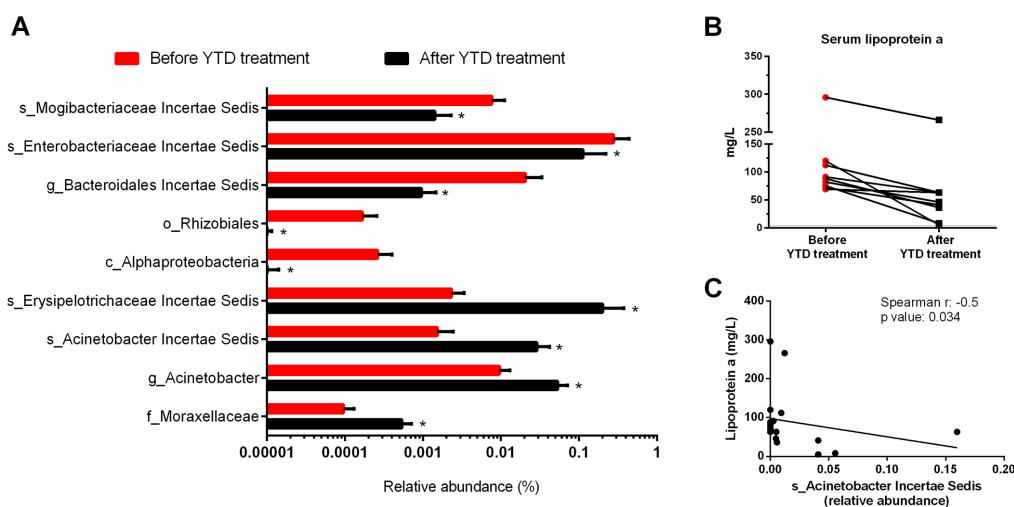 A
Before YTD treatment
After YTD treatment
s_Mogibacteriaceae Incertae Sedis
*
s_Enterobacteriaceae Incertae Sedis
*
g_Bacteroidales Incertae Sedis
*
o_Rhizobiales
*
c_Alphaproteobacteria
*
s_Erysipelotrichaceae Incertae Sedis
*
s_Acinetobacter Incertae Sedis
*
g_Acinetobacter
*
f_Moraxellaceae
*
0.00001 0.0001 0.001 0.01 0.1 1
Relative abundance (%)
B
Serum lipoprotein a
350
300
250
150
100
50
0
mg/L
Before
YTD treatment
After
YTD treatment
C
Spearman r: -0.5
p value: 0.034
400
300
200
100
0
Lipoprotein a (mg/L)
0.00 0.05 0.10 0.15 0.20
s_Acinetobacter Incertae Sedis
(relative abundance)